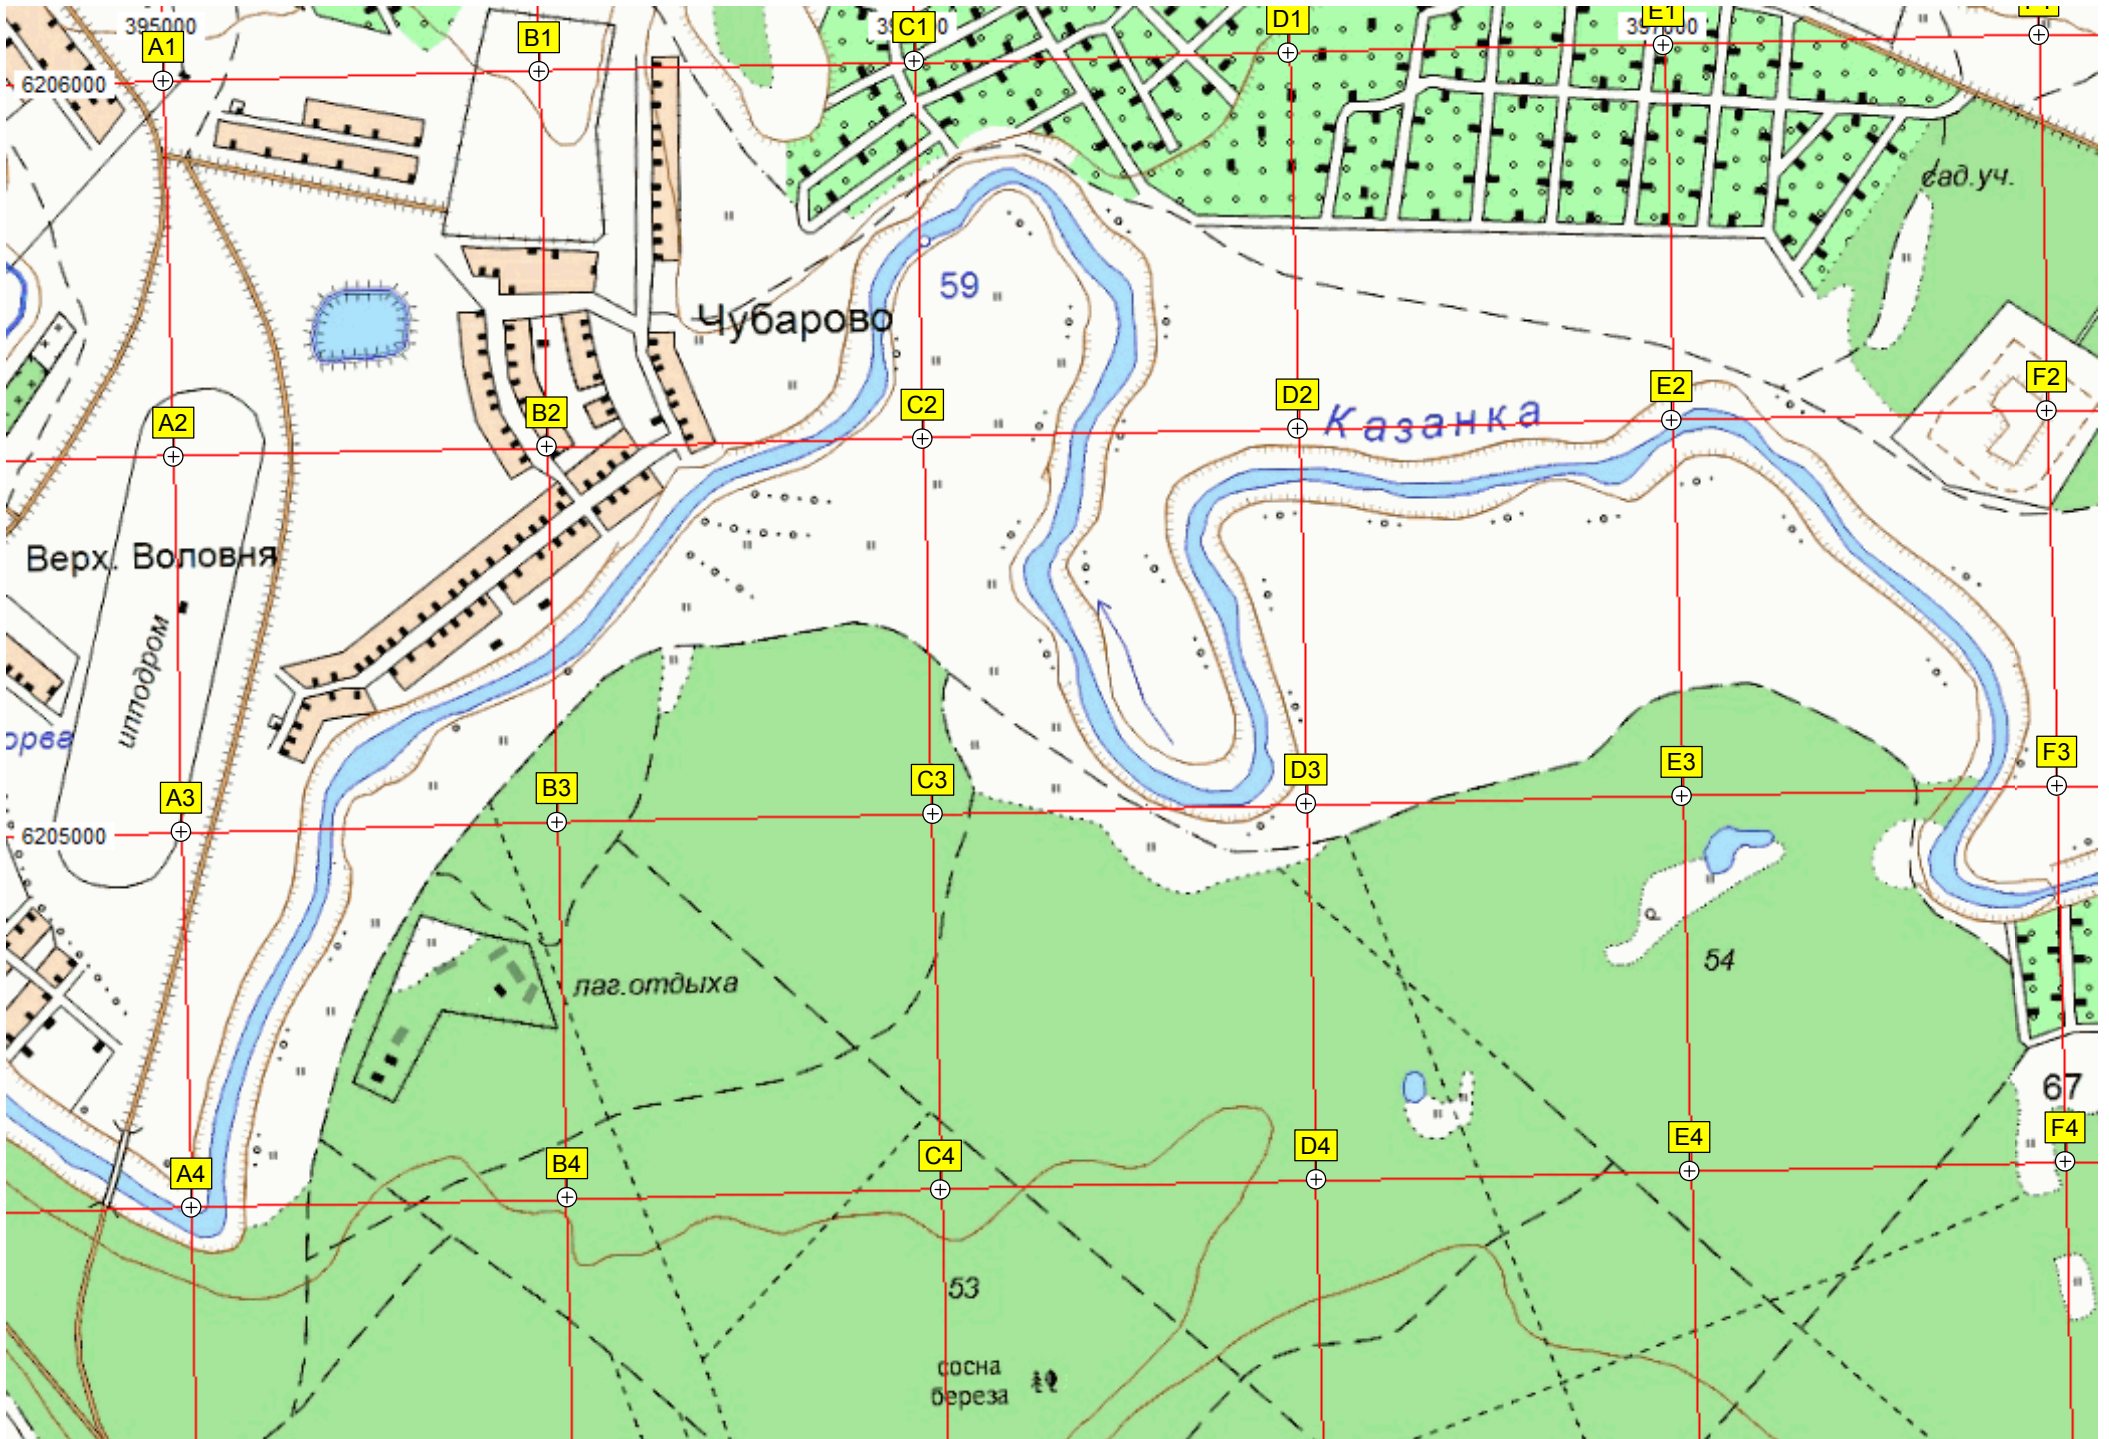 395000
A1
B1
C1
D1
E1
397000
6206000
сад.уч.
59
Чубарово
A2
B2
C2
D2
Казанка
E2
F2
Верх. Воловня
ипподром
A3
B3
C3
D3
E3
F3
6205000
54
лаг.отдыха
67
A4
B4
C4
D4
E4
F4
53
сосна
береза